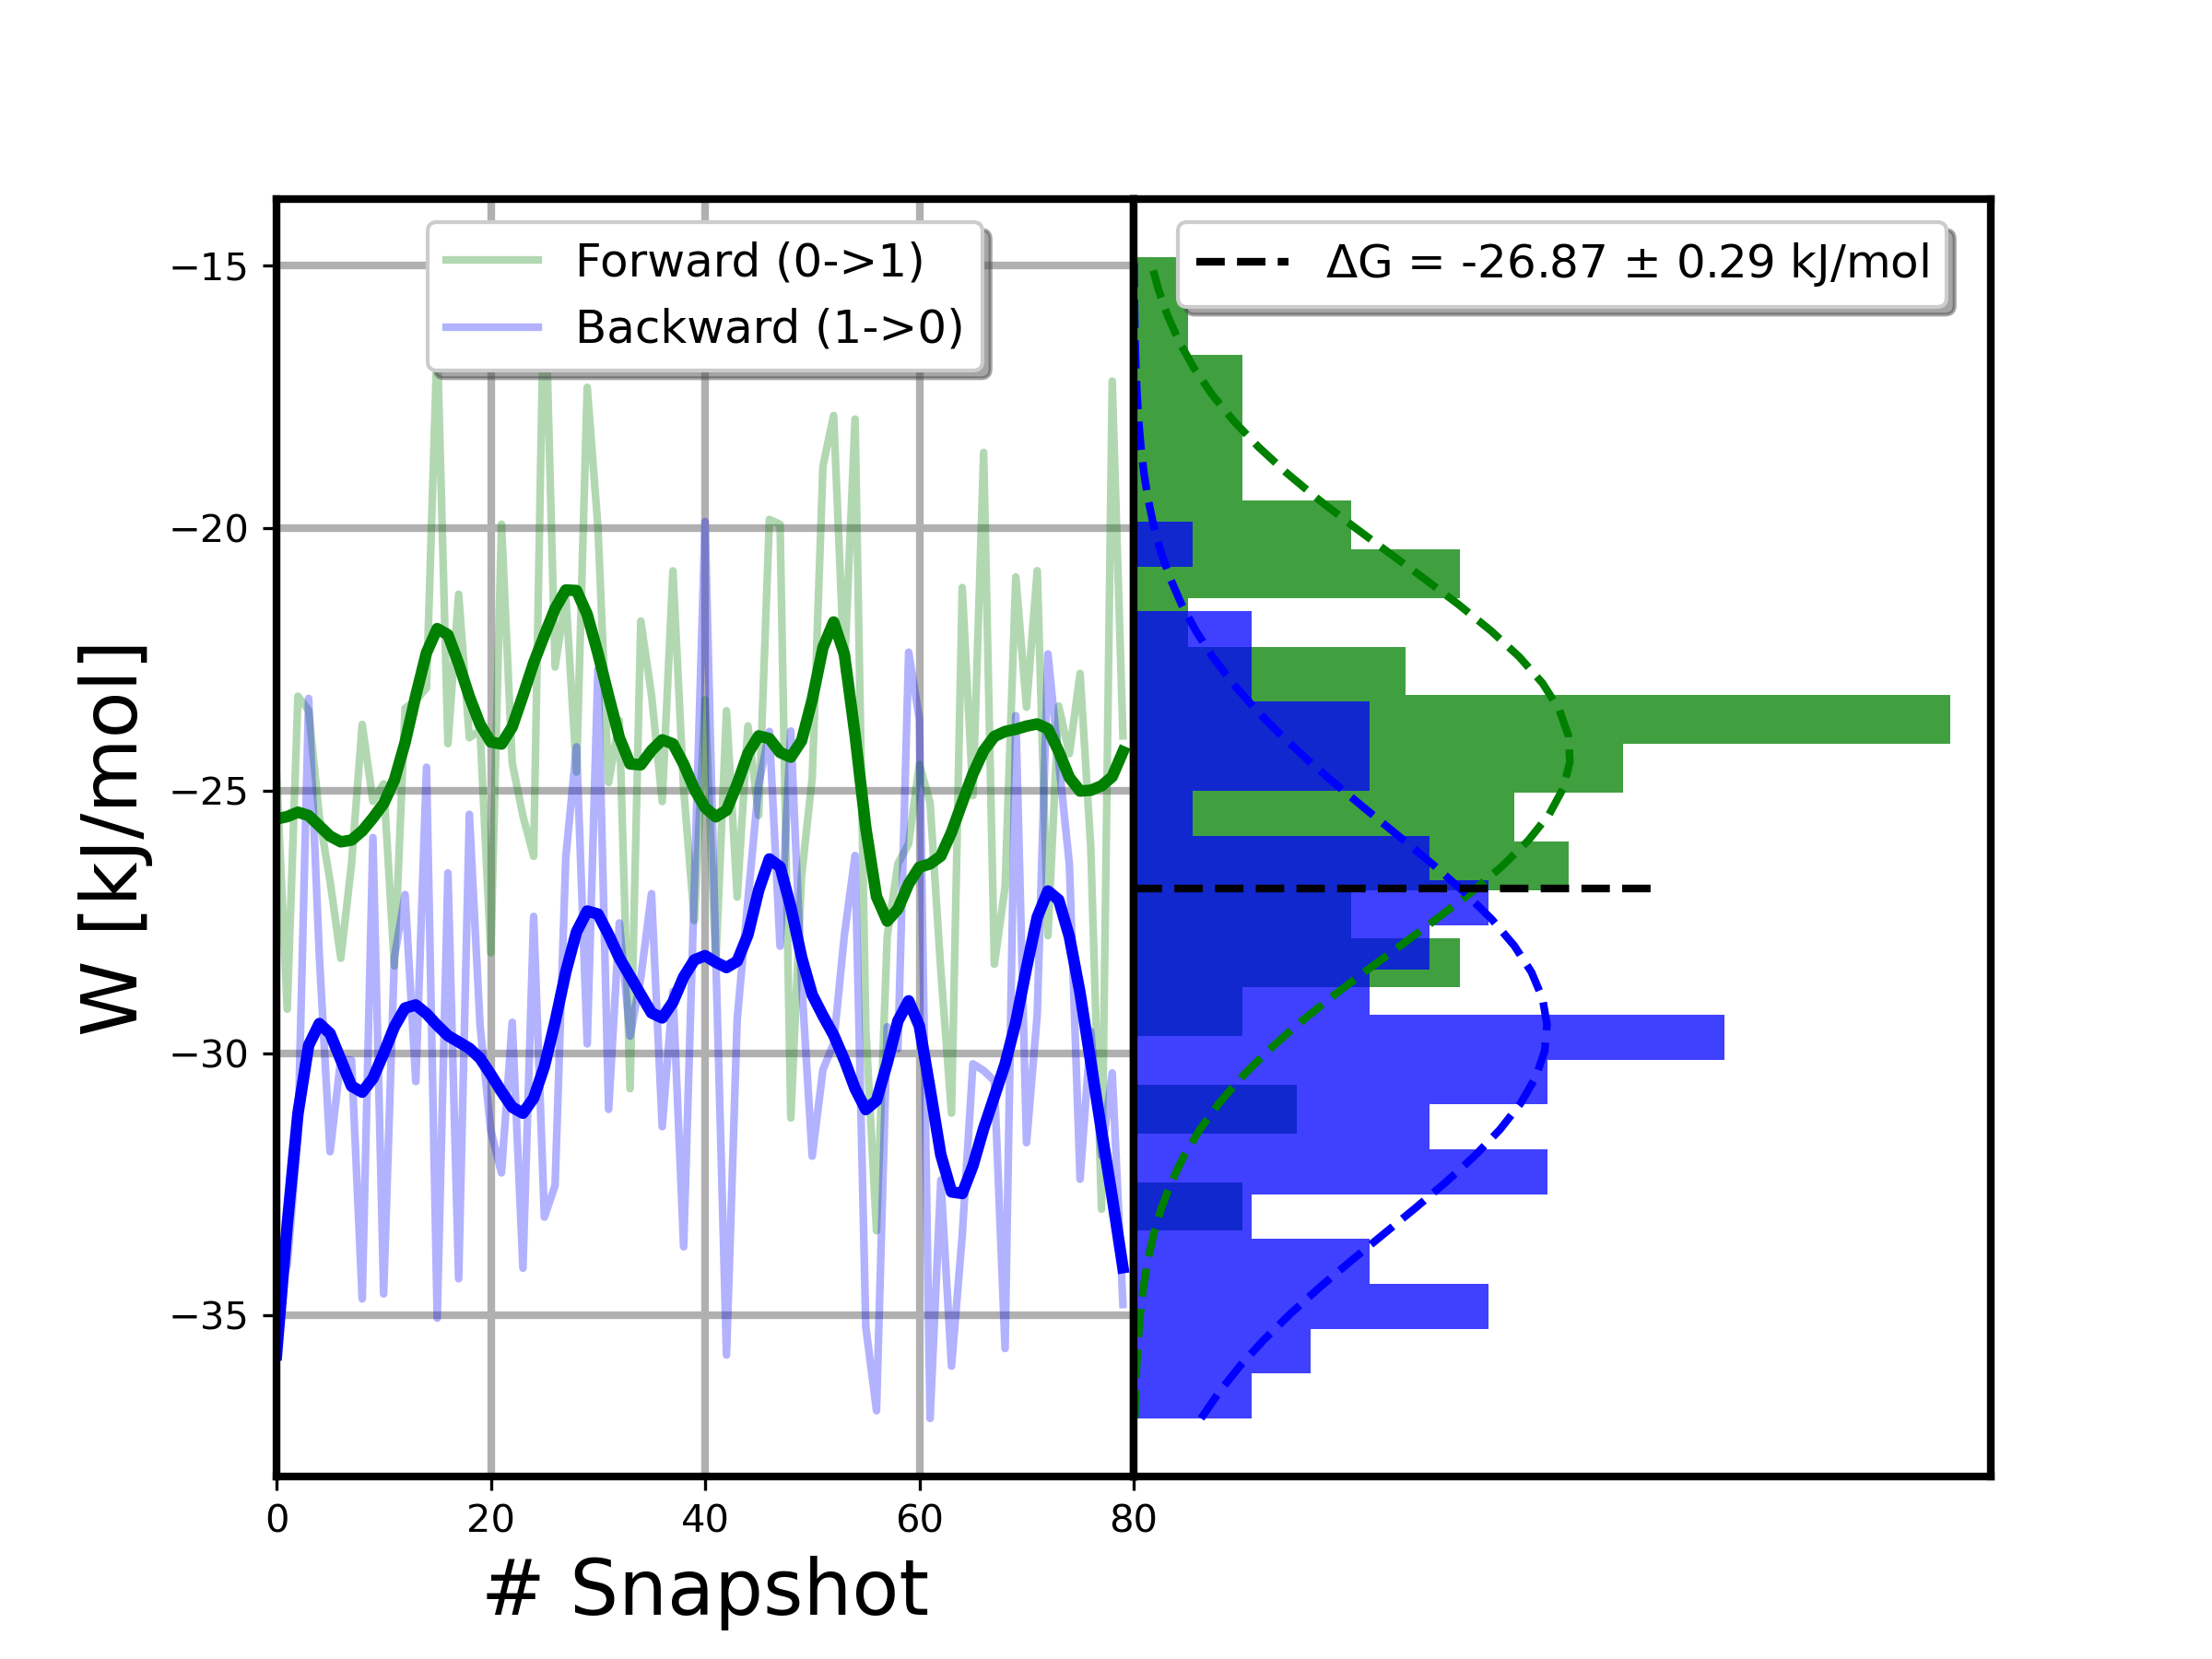 Forward (0->1)
Backward (1->0)
ΔG = -26.87 ± 0.29 kJ/mol
W [kJ/mol]
−15
−20
−25
−30
−35
0 20 40 60 80
# Snapshot